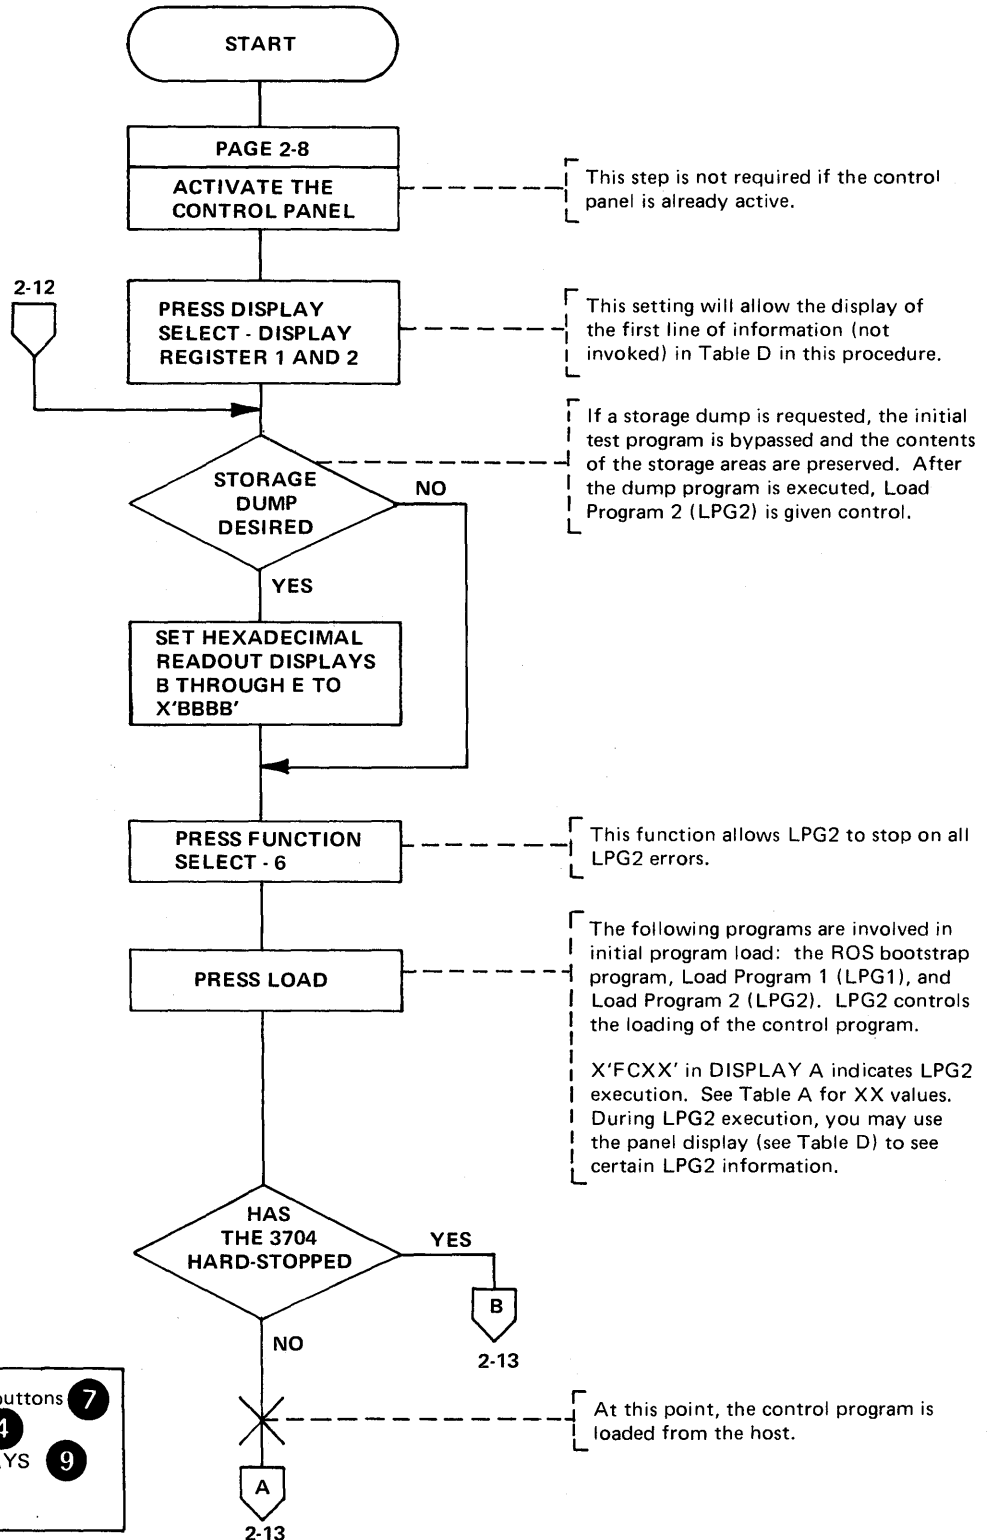 START
PAGE 2-8
ACTIVATE THE
CONTROL PANEL
This step is not required if the control
panel is already active.
2-12
PRESS DISPLAY
SELECT - DISPLAY
REGISTER 1 AND 2
This setting will allow the display of
the first line of information (not
invoked) in Table D in this procedure.
If a storage dump is requested, the initial
test program is bypassed and the contents
of the storage areas are preserved. After
the dump program is executed, Load
Program 2 (LPG2) is given control.
STORAGE
DUMP
DESIRED
NO
YES
SET HEXADECIMAL
READOUT DISPLAYS
B THROUGH E TO
X'BBBB'
PRESS FUNCTION
SELECT - 6
This function allows LPG2 to stop on all
LPG2 errors.
PRESS LOAD
The following programs are involved in
initial program load: the ROS bootstrap
program, Load Program 1 (LPG1), and
Load Program 2 (LPG2). LPG2 controls
the loading of the control program.
X'FCXX' in DISPLAY A indicates LPG2
execution. See Table A for XX values.
During LPG2 execution, you may use
the panel display (see Table D) to see
certain LPG2 information.
HAS
THE 3704
HARD-STOPPED
YES
B
2-13
NO
uttons 7
4
YS 9
At this point, the control program is
loaded from the host.
A
2-13